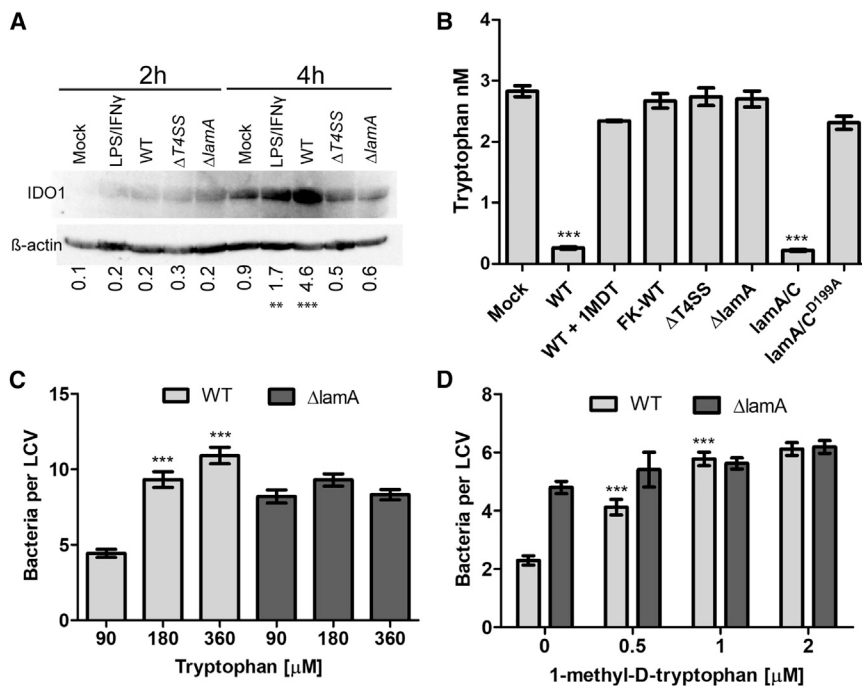 A
2h 4h
Mock LPS/IFNγ WT ΔT4SS ΔlamA Mock LPS/IFNγ WT ΔT4SS ΔlamA
IDO1
ß-actin
0.1 0.2 0.2 0.3 0.2 0.9 1.7 4.6 0.5 0.6
** ***
B
Tryptophan nM
4
3
2
1
0
*** ***
Mock WT WT + 1MDT FK-WT ΔT4SS ΔlamA lamA/C lamA/C^D199A
C
WT ΔlamA
Bacteria per LCV
15
10
5
0
*** ***
90 180 360 90 180 360
Tryptophan [µM]
D
WT ΔlamA
Bacteria per LCV
8
6
4
2
0
*** ***
0 0.5 1 2
1-methyl-D-tryptophan [µM]